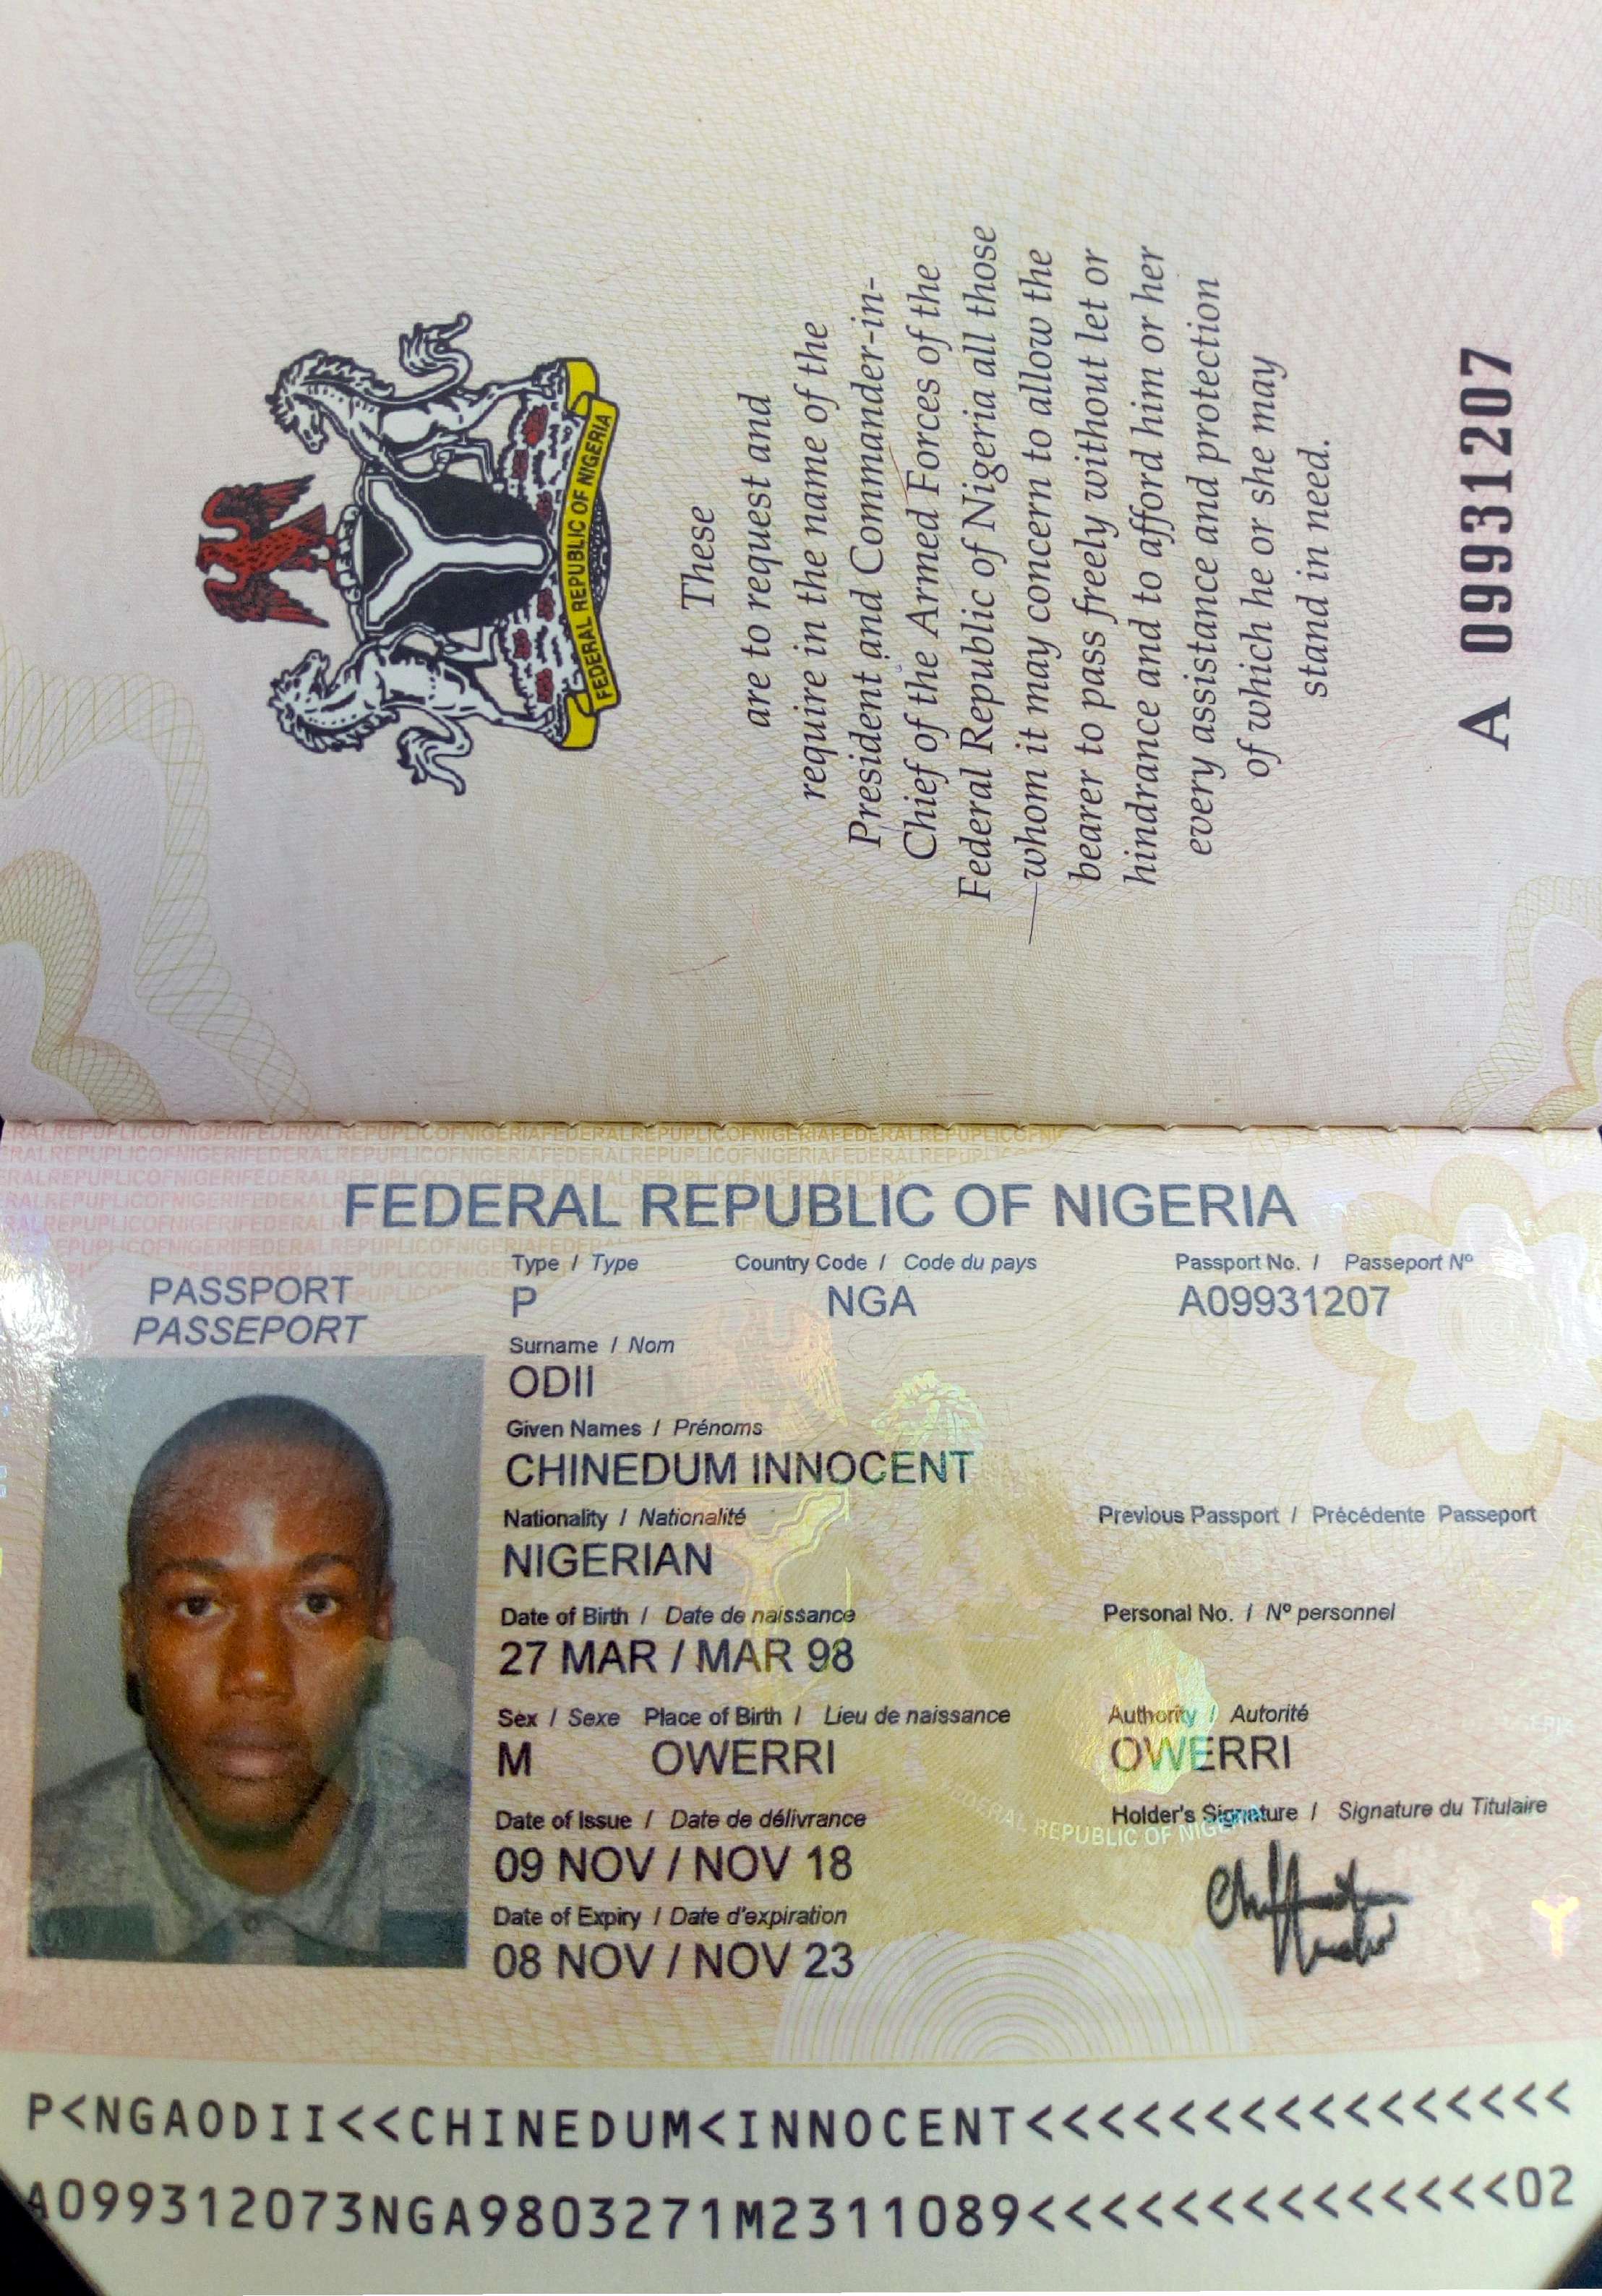 FEDERAL REPUBLIC OF NIGERIA
These
are to request and
require in the name of the
President and Commander-in-
Chief of the Armed Forces of the
Federal Republic of Nigeria all those
whom it may concern to allow the
bearer to pass freely without let or
hindrance and to afford him or her
every assistance and protection
of which he or she may
stand in need.
A 09931207
FEDERAL REPUBLIC OF NIGERIA
PASSPORT
PASSEPORT
Type / Type Country Code / Code du pays Passport No. / Passeport Nº
P NGA A09931207
Surname / Nom
ODII
Given Names / Prénoms
CHINEDUM INNOCENT
Nationality / Nationalité Previous Passport / Précédente Passeport
NIGERIAN
Date of Birth / Date de naissance Personal No. / Nº personnel
27 MAR / MAR 98
Sex / Sexe Place of Birth / Lieu de naissance Authority / Autorité
M OWERRI OWERRI
Date of Issue / Date de délivrance Holder's Signature / Signature du Titulaire
FEDERAL REPUBLIC OF NIGERIA
09 NOV / NOV 18
Date of Expiry / Date d'expiration
08 NOV / NOV 23
P<NGAODII<<CHINEDUM<INNOCENT<<<<<<<<<<<<<<<<
A099312073NGA9803271M2311089<<<<<<<<<<<<<<02